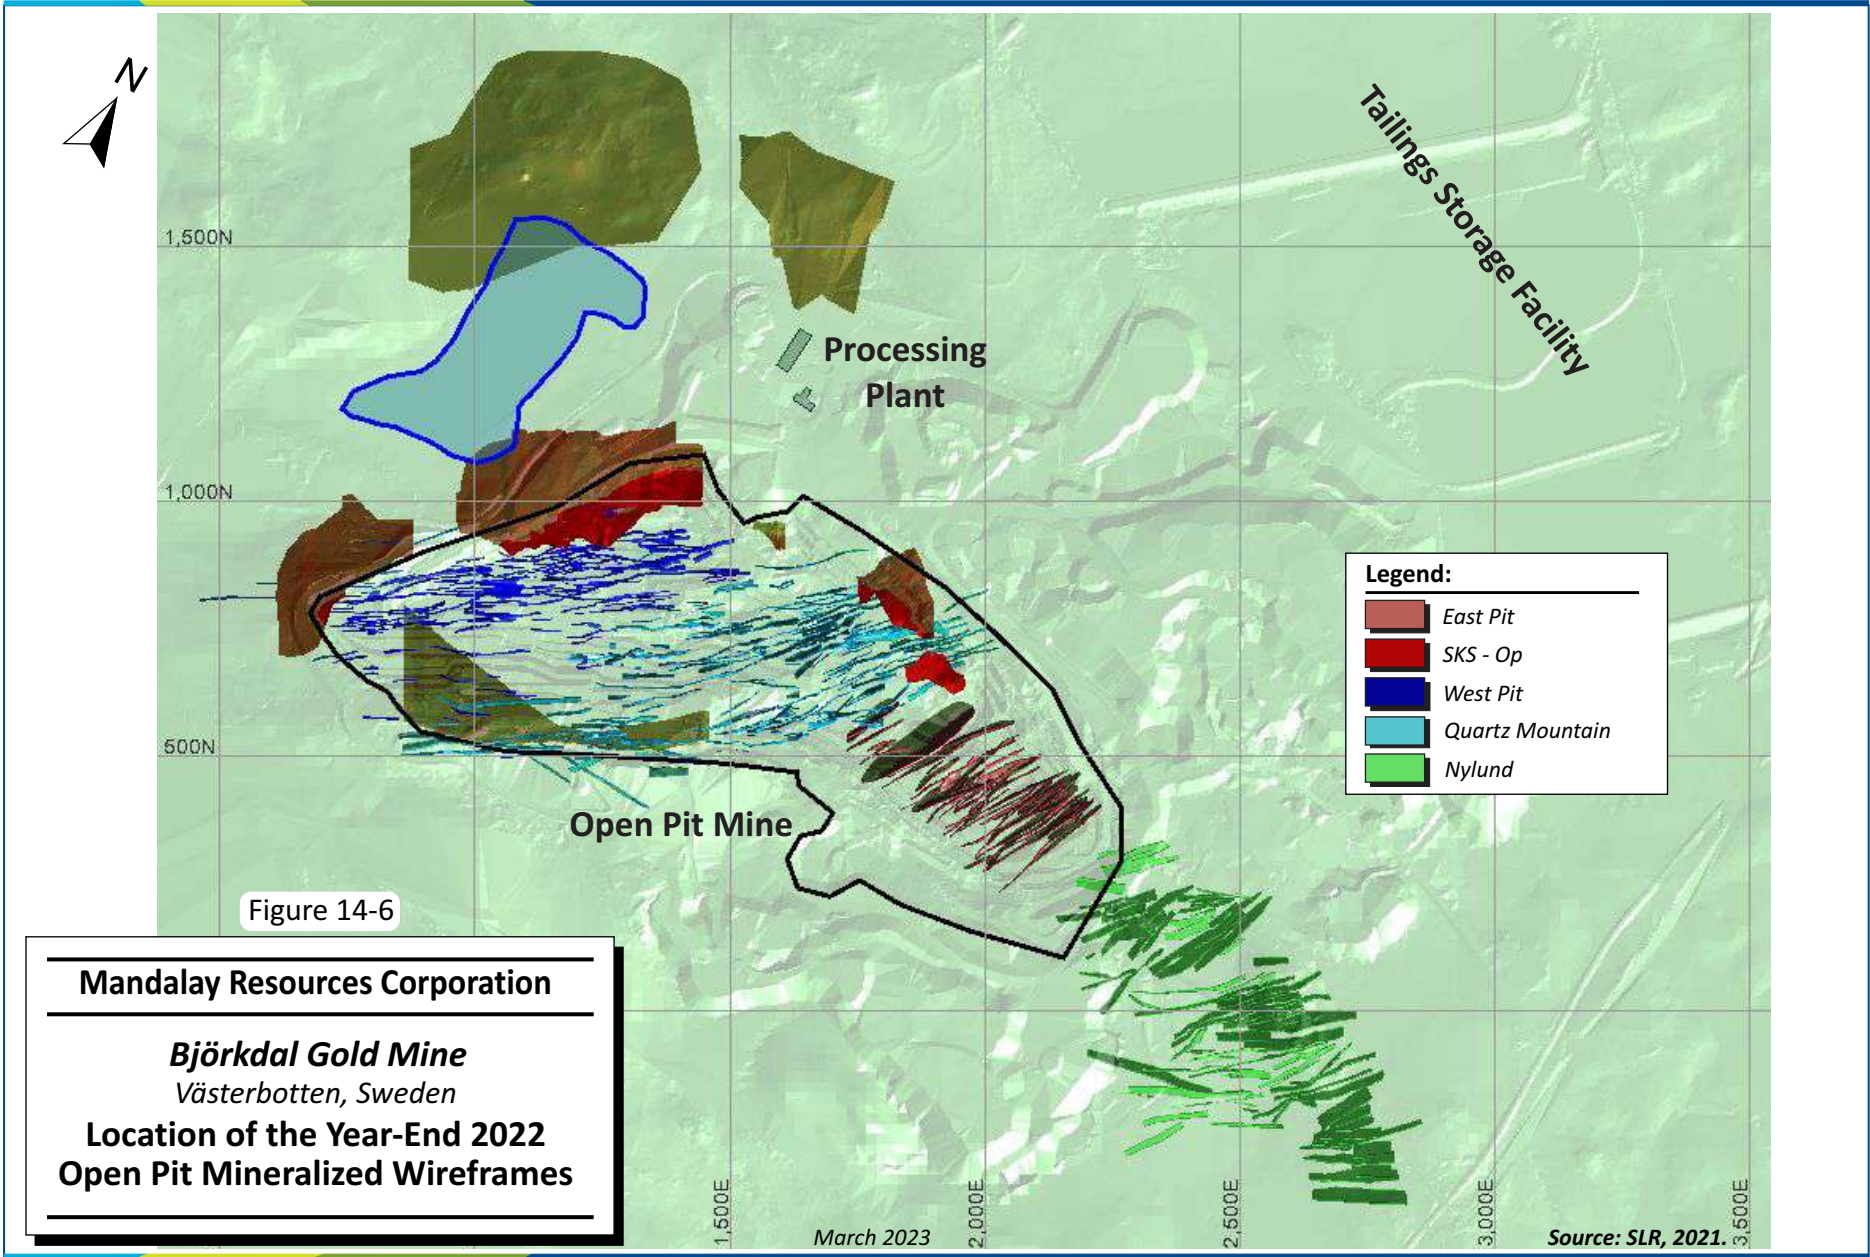 N
Tailings Storage Facility
1,500N
Processing
Plant
1,000N
Legend:
East Pit
SKS - Op
West Pit
Quartz Mountain
Nylund
500N
Open Pit Mine
Figure 14-6
Mandalay Resources Corporation
Björkdal Gold Mine
Västerbotten, Sweden
Location of the Year-End 2022
Open Pit Mineralized Wireframes
1,500E
2,000E
2,500E
3,000E
3,500E
March 2023
Source: SLR, 2021.